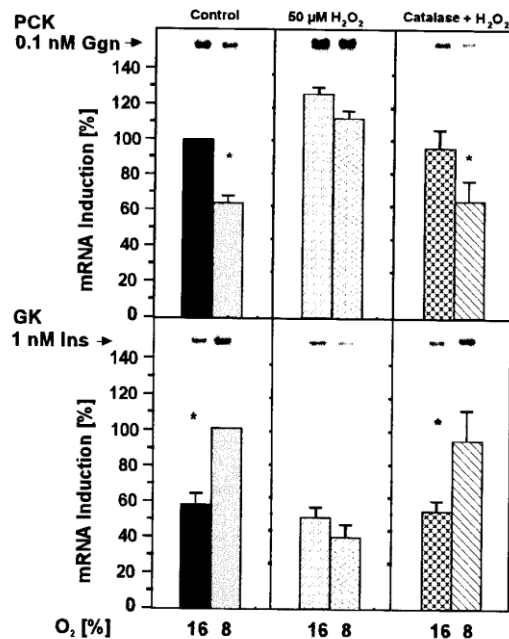 Control 50 µM H₂O₂ Catalase + H₂O₂
PCK
0.1 nM Ggn
140
120
100
80
60
40
20
0
mRNA Induction [%]
*
*
GK
1 nM Ins
140
120
100
80
60
40
20
0
mRNA Induction [%]
*
*
O₂ [%] 16 8 16 8 16 8